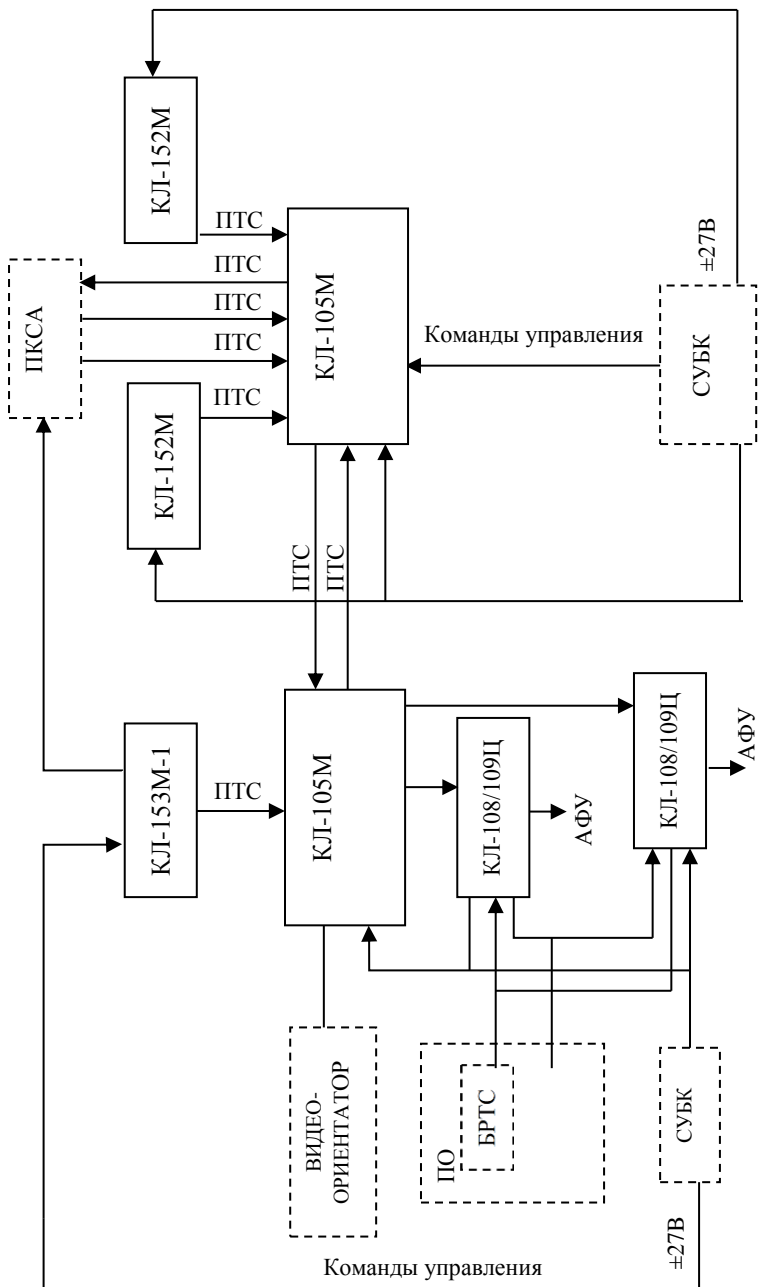 КЛ-152М
ПТС
ПКСА
ПТС
ПТС
ПТС
КЛ-105М
КЛ-152М
ПТС
Команды управления
СУБК
±27В
ПТС
ПТС
КЛ-153М-1
ПТС
КЛ-105М
КЛ-108/109Ц
АФУ
КЛ-108/109Ц
АФУ
ВИДЕО-
ОРИЕНТАТОР
ПО
БРТС
СУБК
±27В
Команды управления